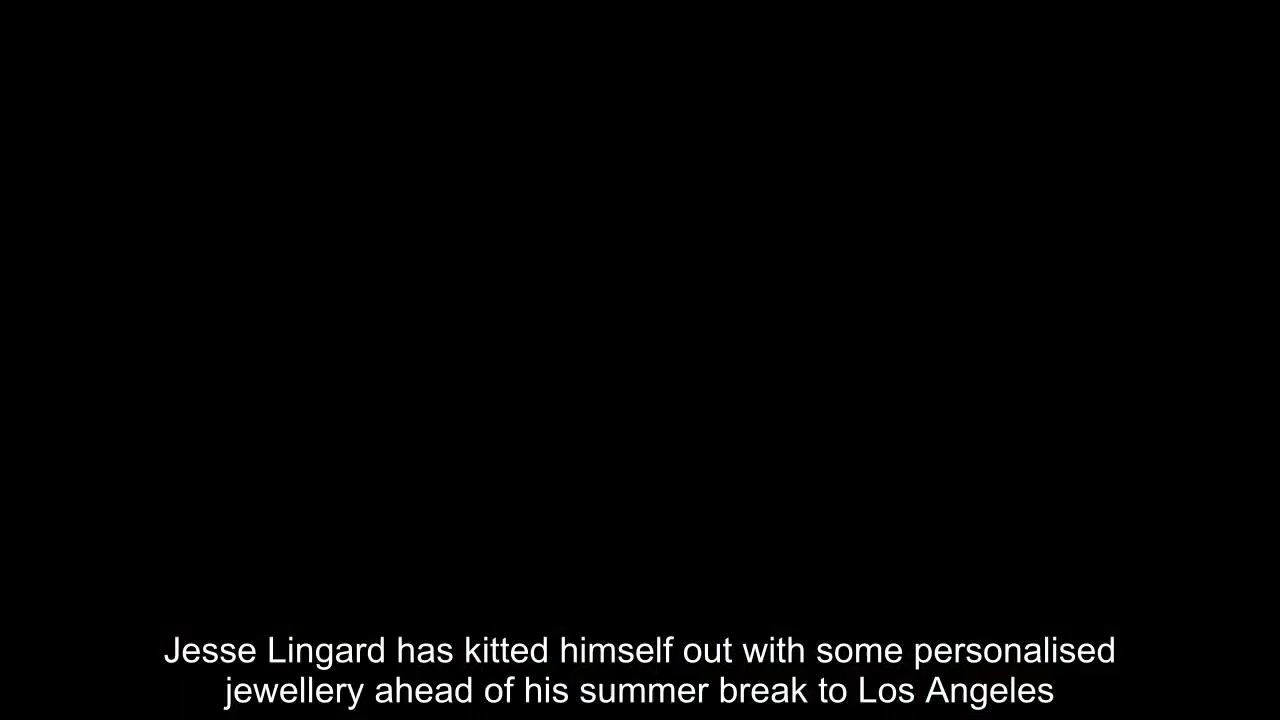 Jesse Lingard has kitted himself out with some personalised
jewellery ahead of his summer break to Los Angeles